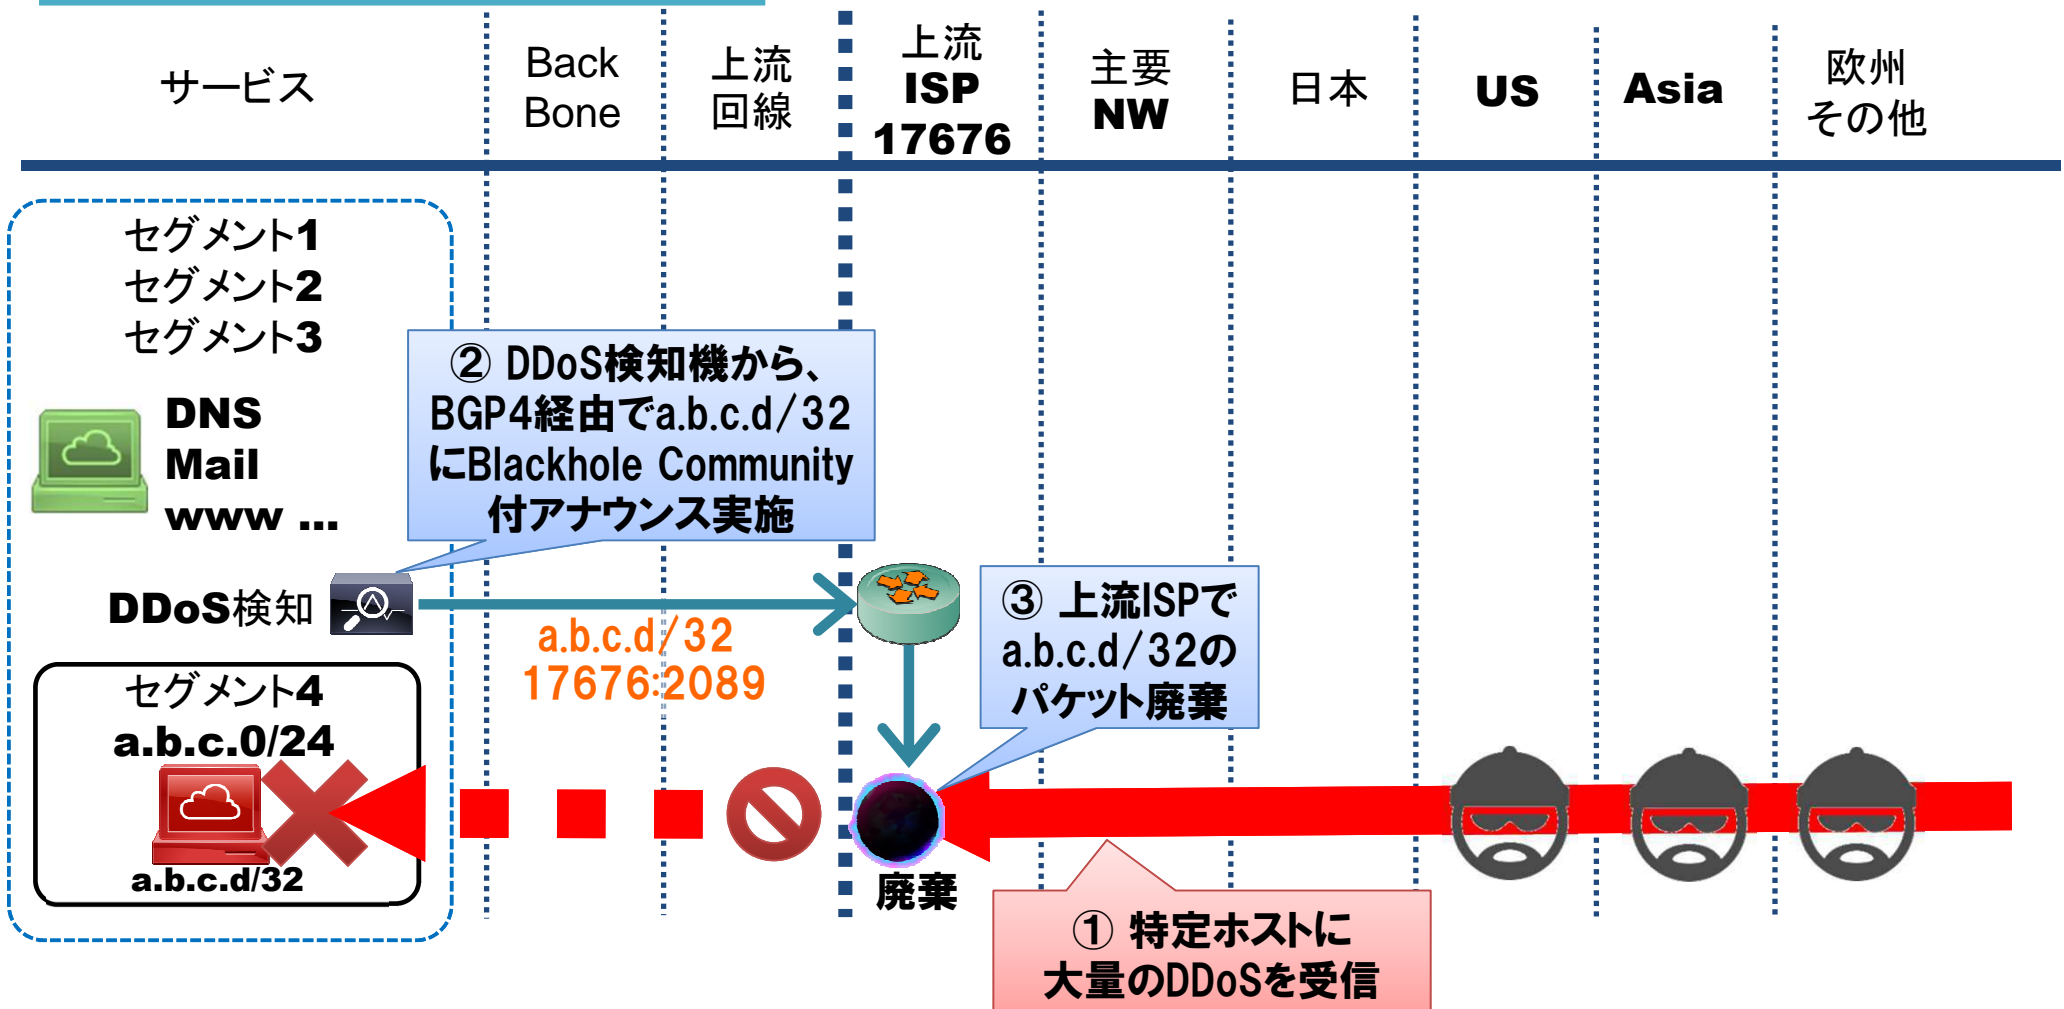 サービス
Back
Bone
上流
回線
上流
ISP
17676
主要
NW
日本
US
Asia
欧州
その他
セグメント1
セグメント2
セグメント3
DNS
Mail
www ...
② DDoS検知機から、
BGP4経由でa.b.c.d/32
にBlackhole Community
付アナウンス実施
DDoS検知
a.b.c.d/32
17676:2089
③ 上流ISPで
a.b.c.d/32の
パケット廃棄
セグメント4
a.b.c.0/24
a.b.c.d/32
廃棄
① 特定ホストに
大量のDDoSを受信